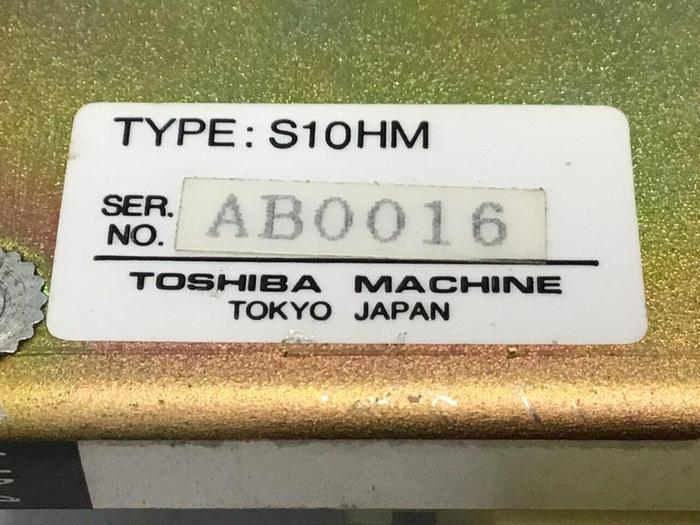 TYPE: S10HM
SER. NO. AB0016
TOSHIBA MACHINE
TOKYO JAPAN